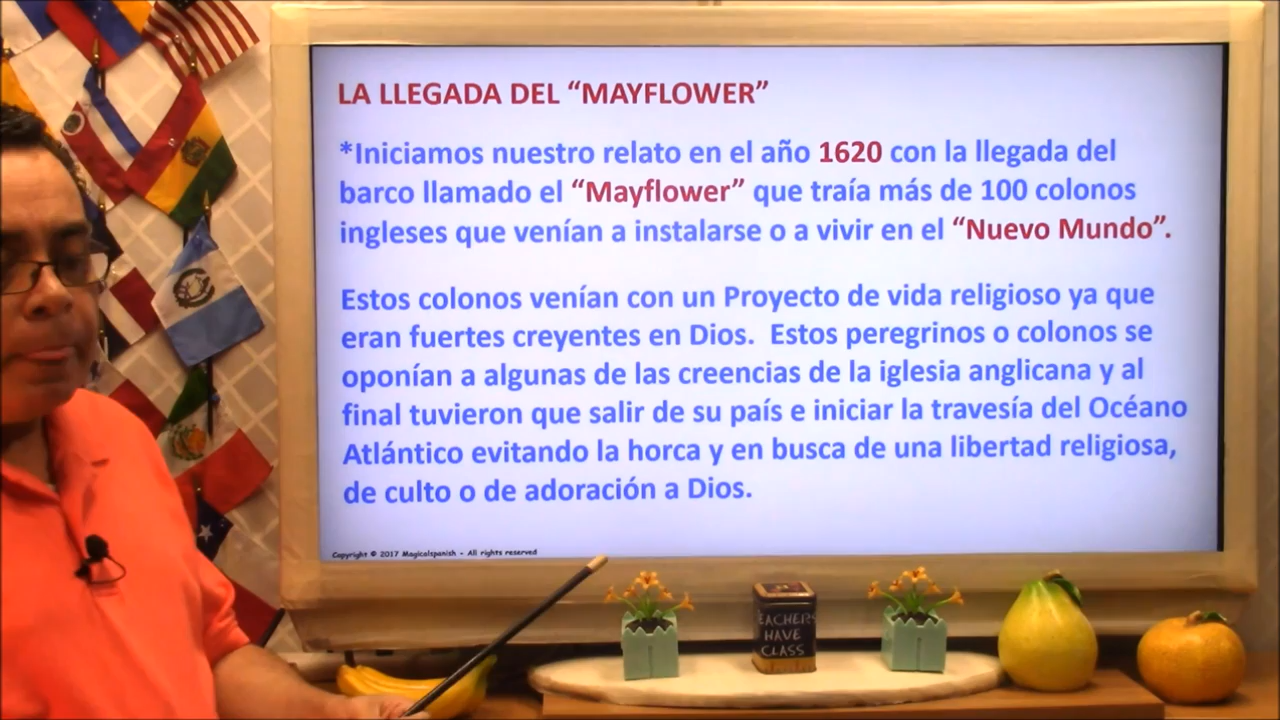 LA LLEGADA DEL “MAYFLOWER”
*Iniciamos nuestro relato en el año 1620 con la llegada del
barco llamado el “Mayflower” que traía más de 100 colonos
ingleses que venían a instalarse o a vivir en el “Nuevo Mundo”.
Estos colonos venían con un Proyecto de vida religioso ya que
eran fuertes creyentes en Dios.  Estos peregrinos o colonos se
oponían a algunas de las creencias de la iglesia anglicana y al
final tuvieron que salir de su país e iniciar la travesía del Océano
Atlántico evitando la horca y en busca de una libertad religiosa,
de culto o de adoración a Dios.
Copyright © 2017 Magicalspanish - All rights reserved
EACHERS
HAVE
CLASS